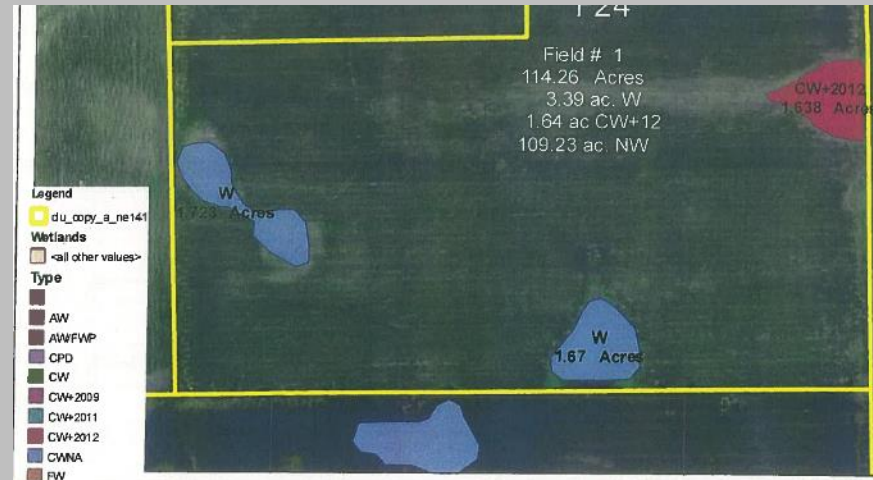 T24
Field # 1
114.26 Acres
3.39 ac. W
1.64 ac CW+12
109.23 ac. NW
CW+2012
1.638 Acres
W
1.723 Acres
W
1.67 Acres
Legend
du_copy_a_ne141
Wetlands
<all other values>
Type
AW
AW/FWP
CPD
CW
CW+2009
CW+2011
CW+2012
CWNA
FW